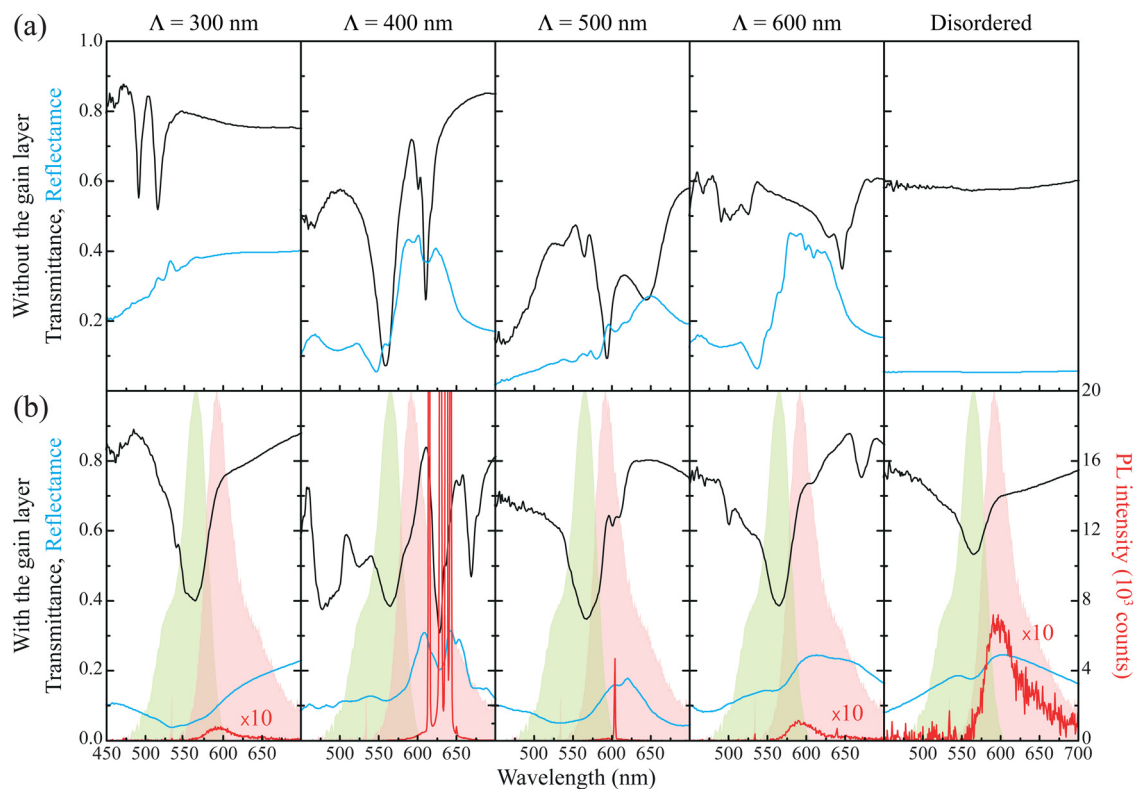 (a)
Λ = 300 nm
Λ = 400 nm
Λ = 500 nm
Λ = 600 nm
Disordered
Without the gain layer
Transmittance, Reflectamce
1.0
0.8
0.6
0.4
0.2
(b)
With the gain layer
Transmittance, Reflectamce
0.8
0.6
0.4
0.2
0.0
x10
x10
x10
20
16
12
8
4
0
PL intensity (10³ counts)
450 500 550 600 650 500 550 600 650 500 550 600 650 500 550 600 650 500 550 600 650 700
Wavelength (nm)